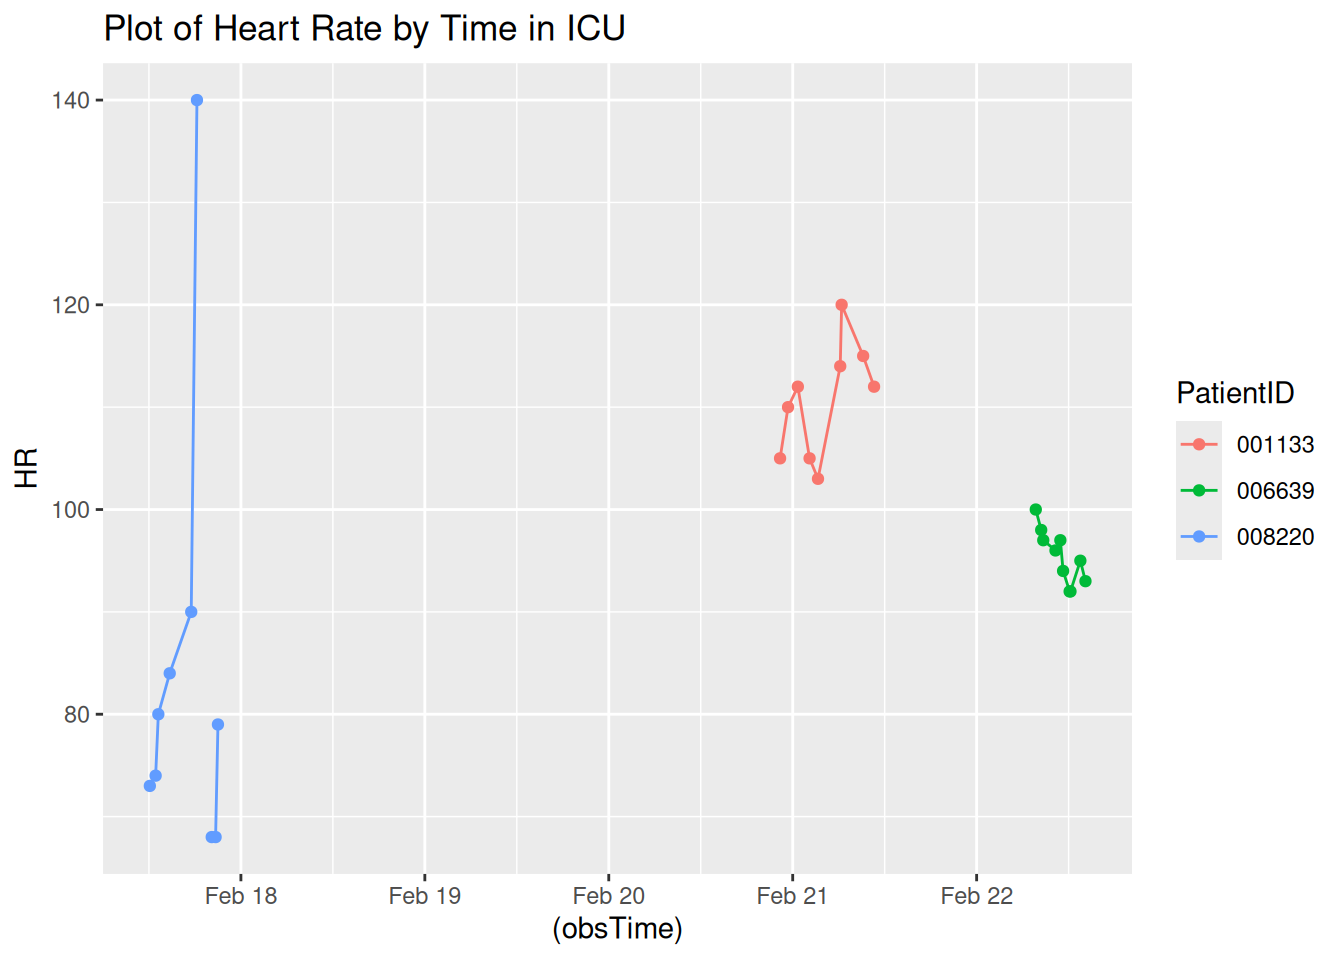 Plot of Heart Rate by Time in ICU
140
120
100
80
HR
Feb 18
Feb 19
Feb 20
Feb 21
Feb 22
(obsTime)
PatientID
001133
006639
008220